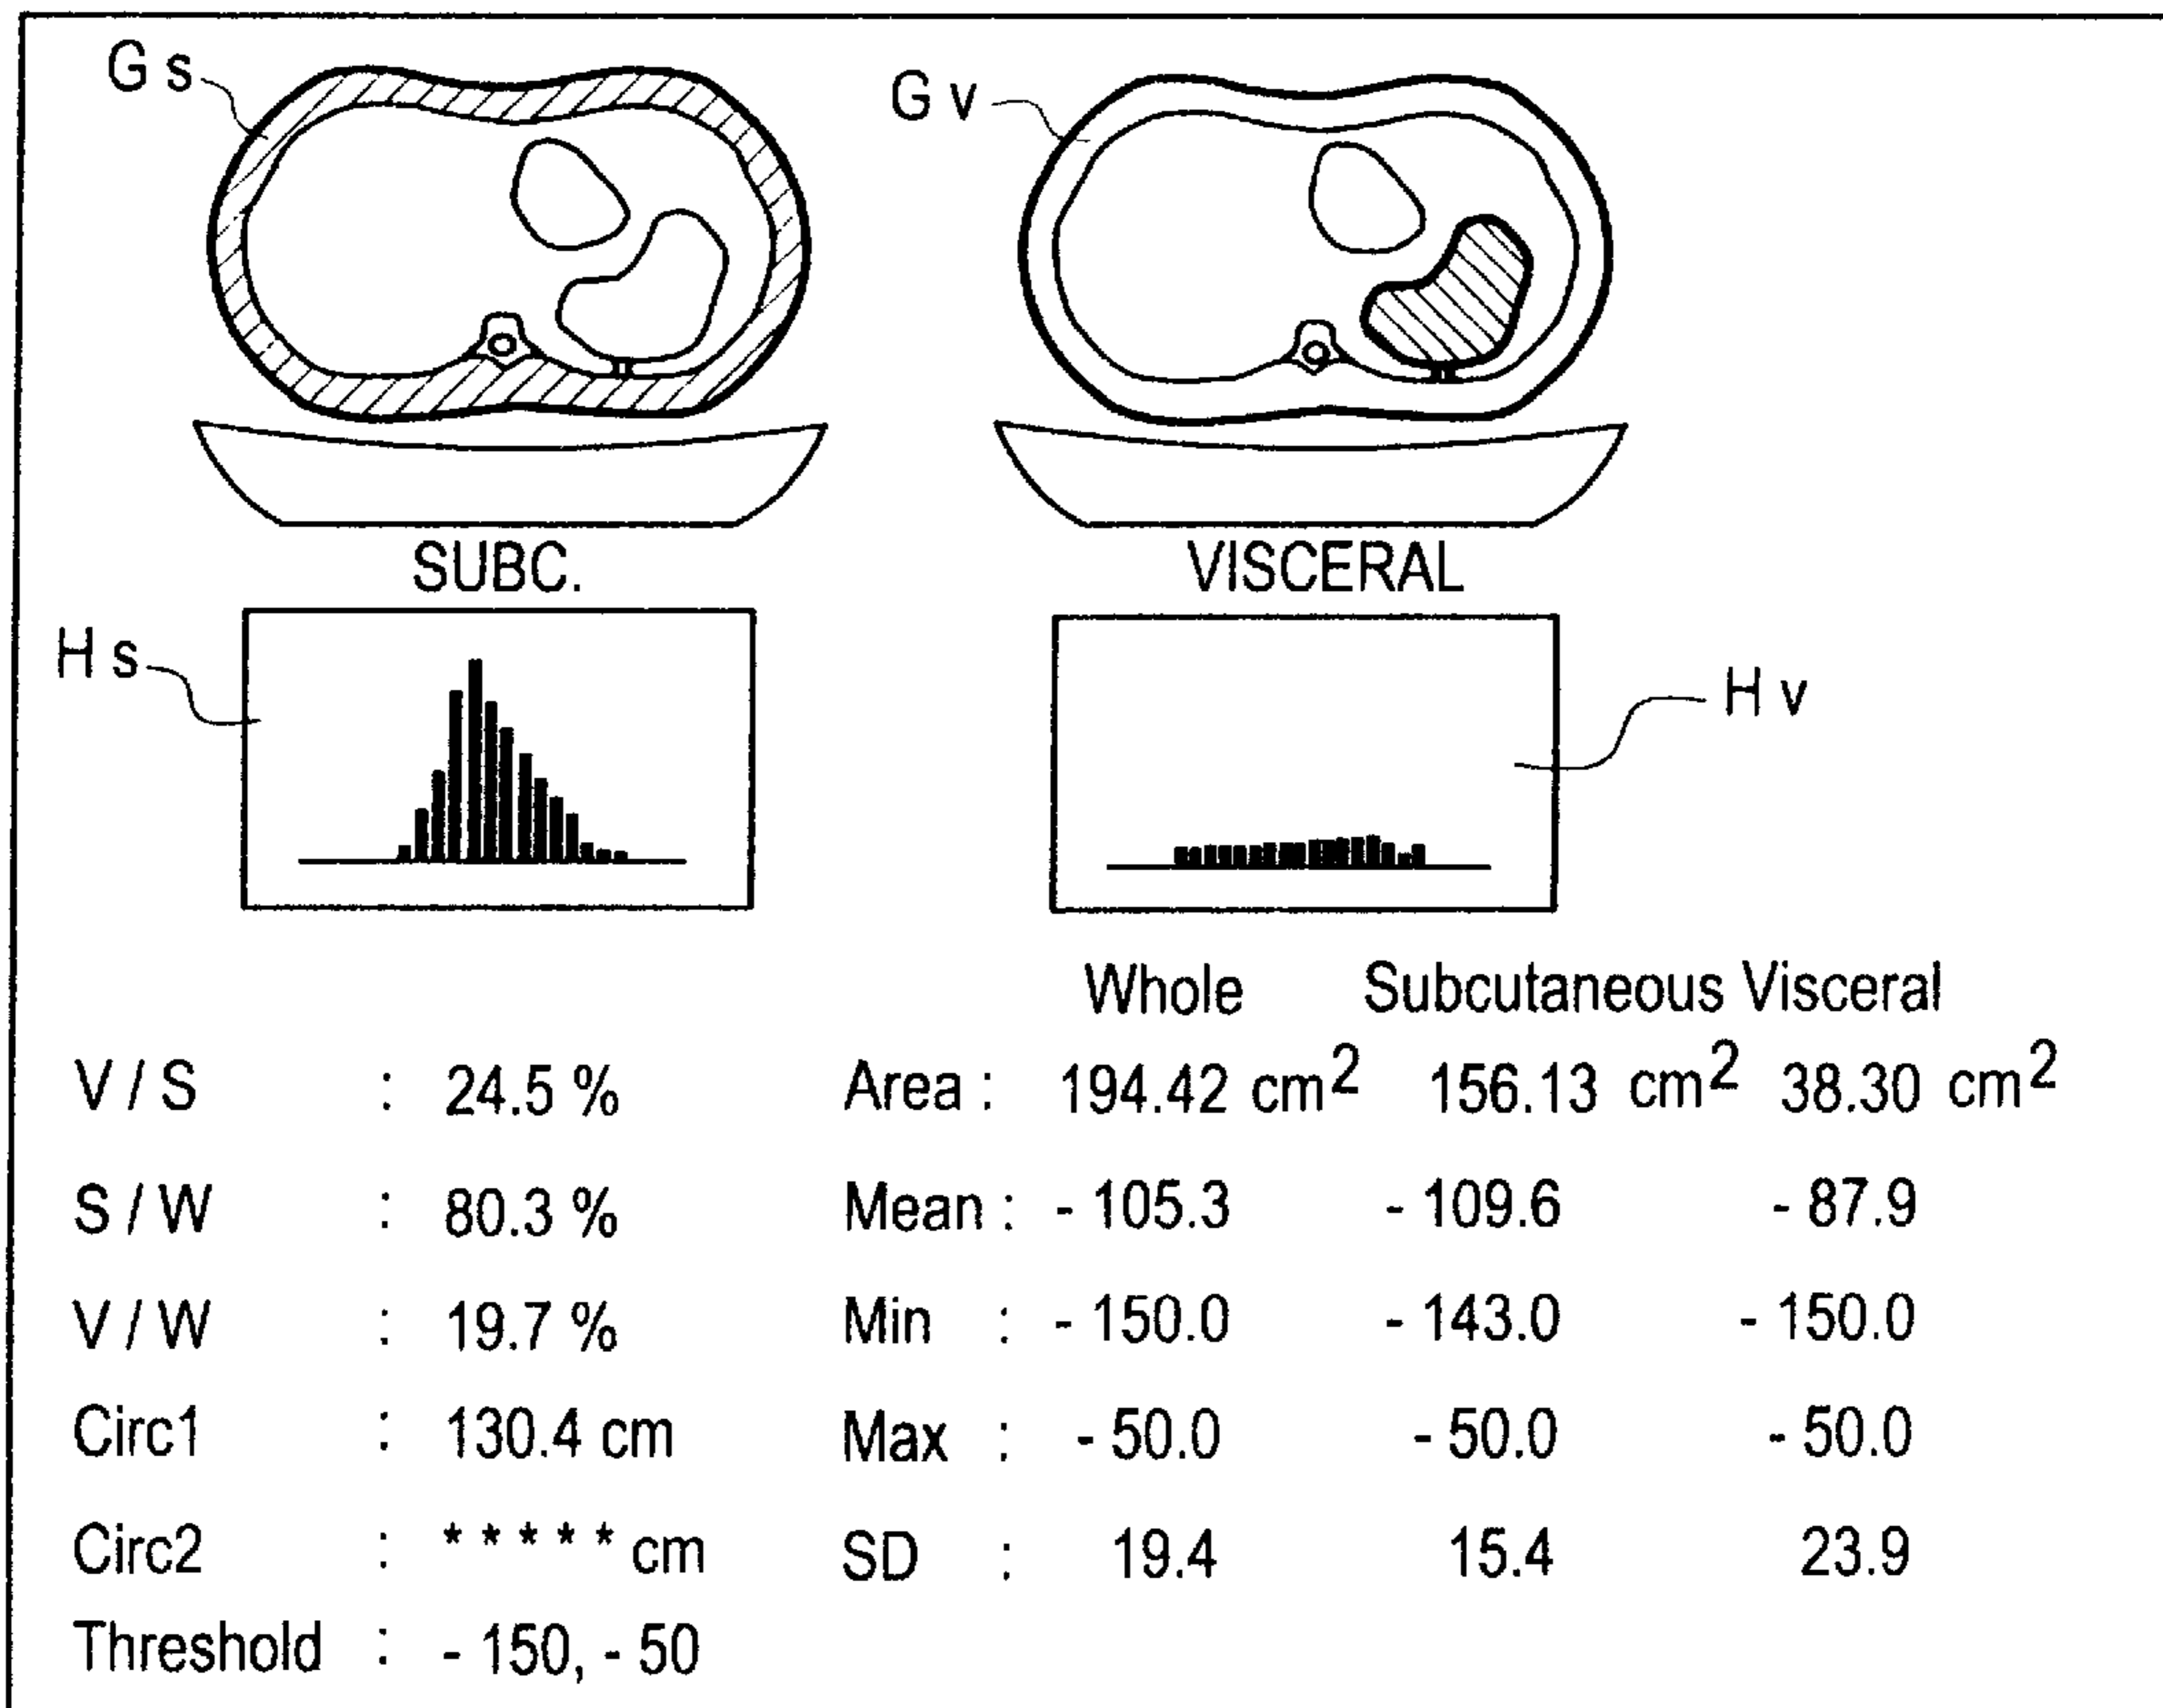 G s
G v
SUBC.
VISCERAL
H s
H v
Whole Subcutaneous Visceral
V / S : 24.5 % Area : 194.42 cm² 156.13 cm² 38.30 cm²
S / W : 80.3 % Mean : - 105.3 - 109.6 - 87.9
V / W : 19.7 % Min : - 150.0 - 143.0 - 150.0
Circ1 : 130.4 cm Max : - 50.0 - 50.0 - 50.0
Circ2 : * * * * * cm SD : 19.4 15.4 23.9
Threshold : - 150, - 50